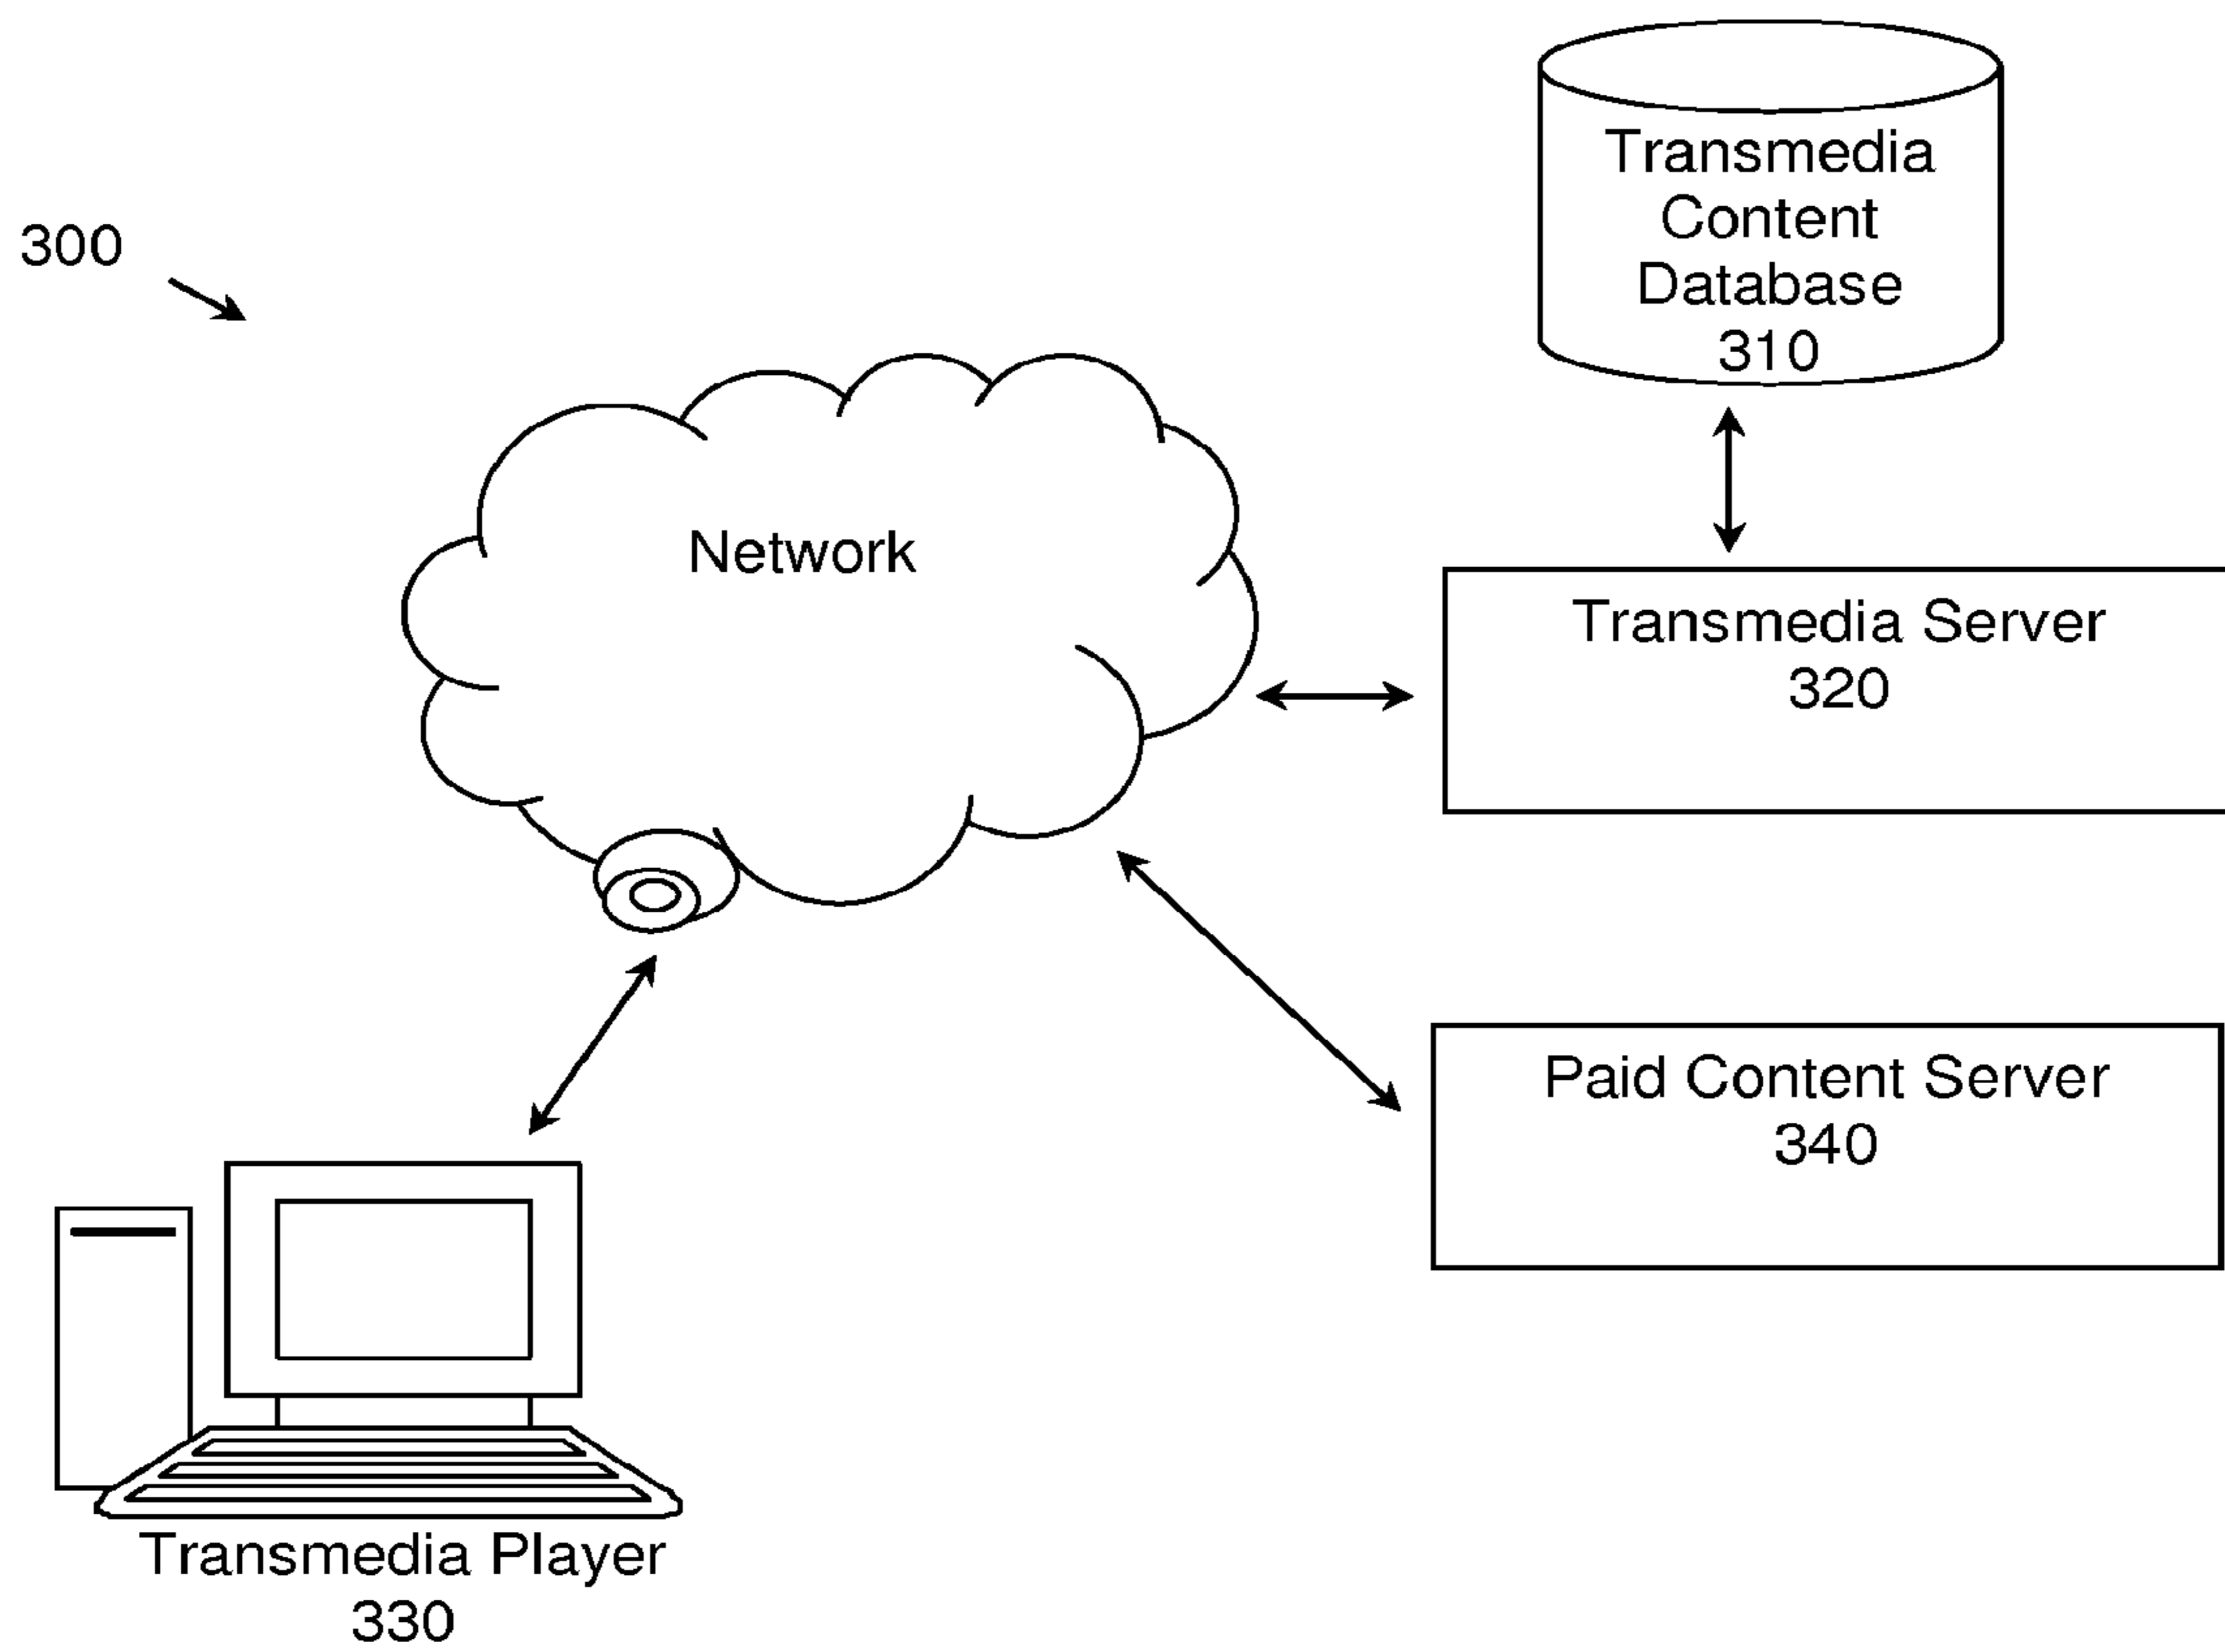 300
Transmedia
Content
Database
310
Network
Transmedia Server
320
Paid Content Server
340
Transmedia Player
330